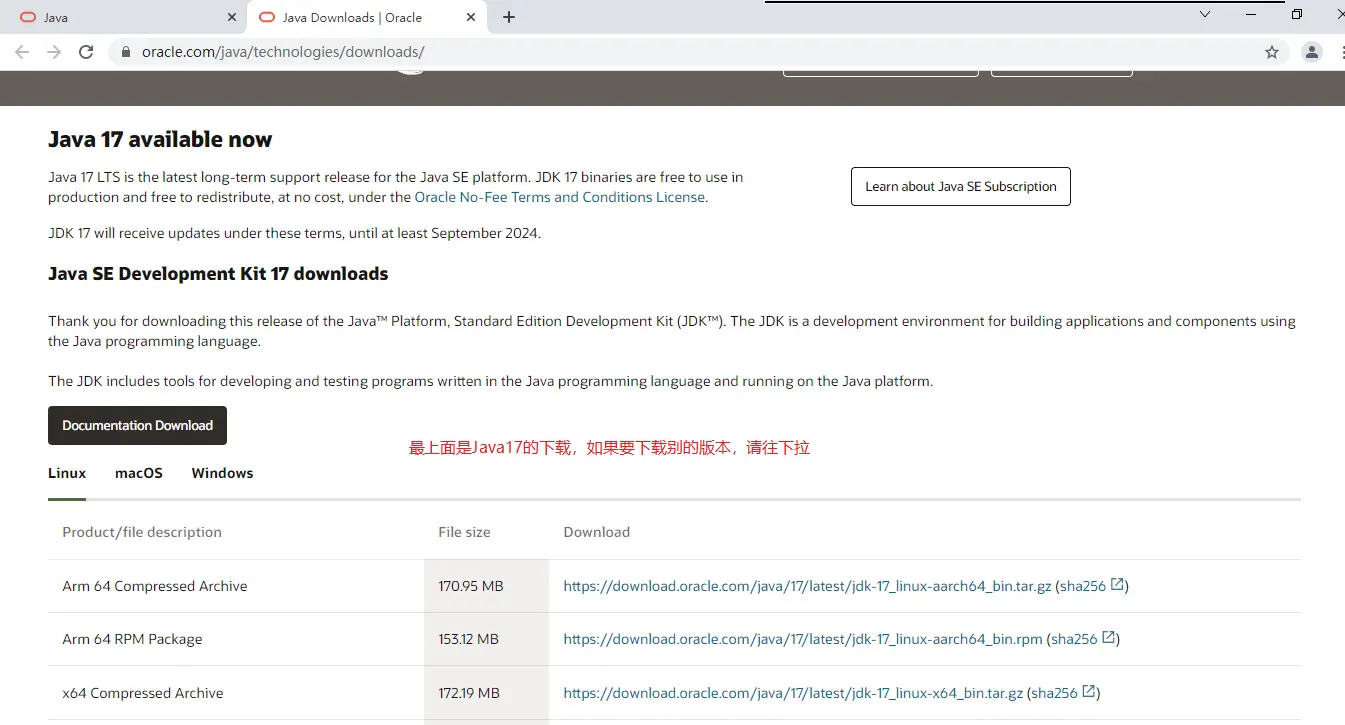 Java
Java Downloads | Oracle
oracle.com/java/technologies/downloads/
Java 17 available now
Java 17 LTS is the latest long-term support release for the Java SE platform. JDK 17 binaries are free to use in
production and free to redistribute, at no cost, under the Oracle No-Fee Terms and Conditions License.
Learn about Java SE Subscription
JDK 17 will receive updates under these terms, until at least September 2024.
Java SE Development Kit 17 downloads
Thank you for downloading this release of the Java™ Platform, Standard Edition Development Kit (JDK™). The JDK is a development environment for building applications and components using
the Java programming language.
The JDK includes tools for developing and testing programs written in the Java programming language and running on the Java platform.
Documentation Download
最上面是Java17的下载，如果要下载别的版本，请往下拉
Linux macOS Windows
Product/file description File size Download
Arm 64 Compressed Archive 170.95 MB https://download.oracle.com/java/17/latest/jdk-17_linux-aarch64_bin.tar.gz (sha256)
Arm 64 RPM Package 153.12 MB https://download.oracle.com/java/17/latest/jdk-17_linux-aarch64_bin.rpm (sha256)
x64 Compressed Archive 172.19 MB https://download.oracle.com/java/17/latest/jdk-17_linux-x64_bin.tar.gz (sha256)